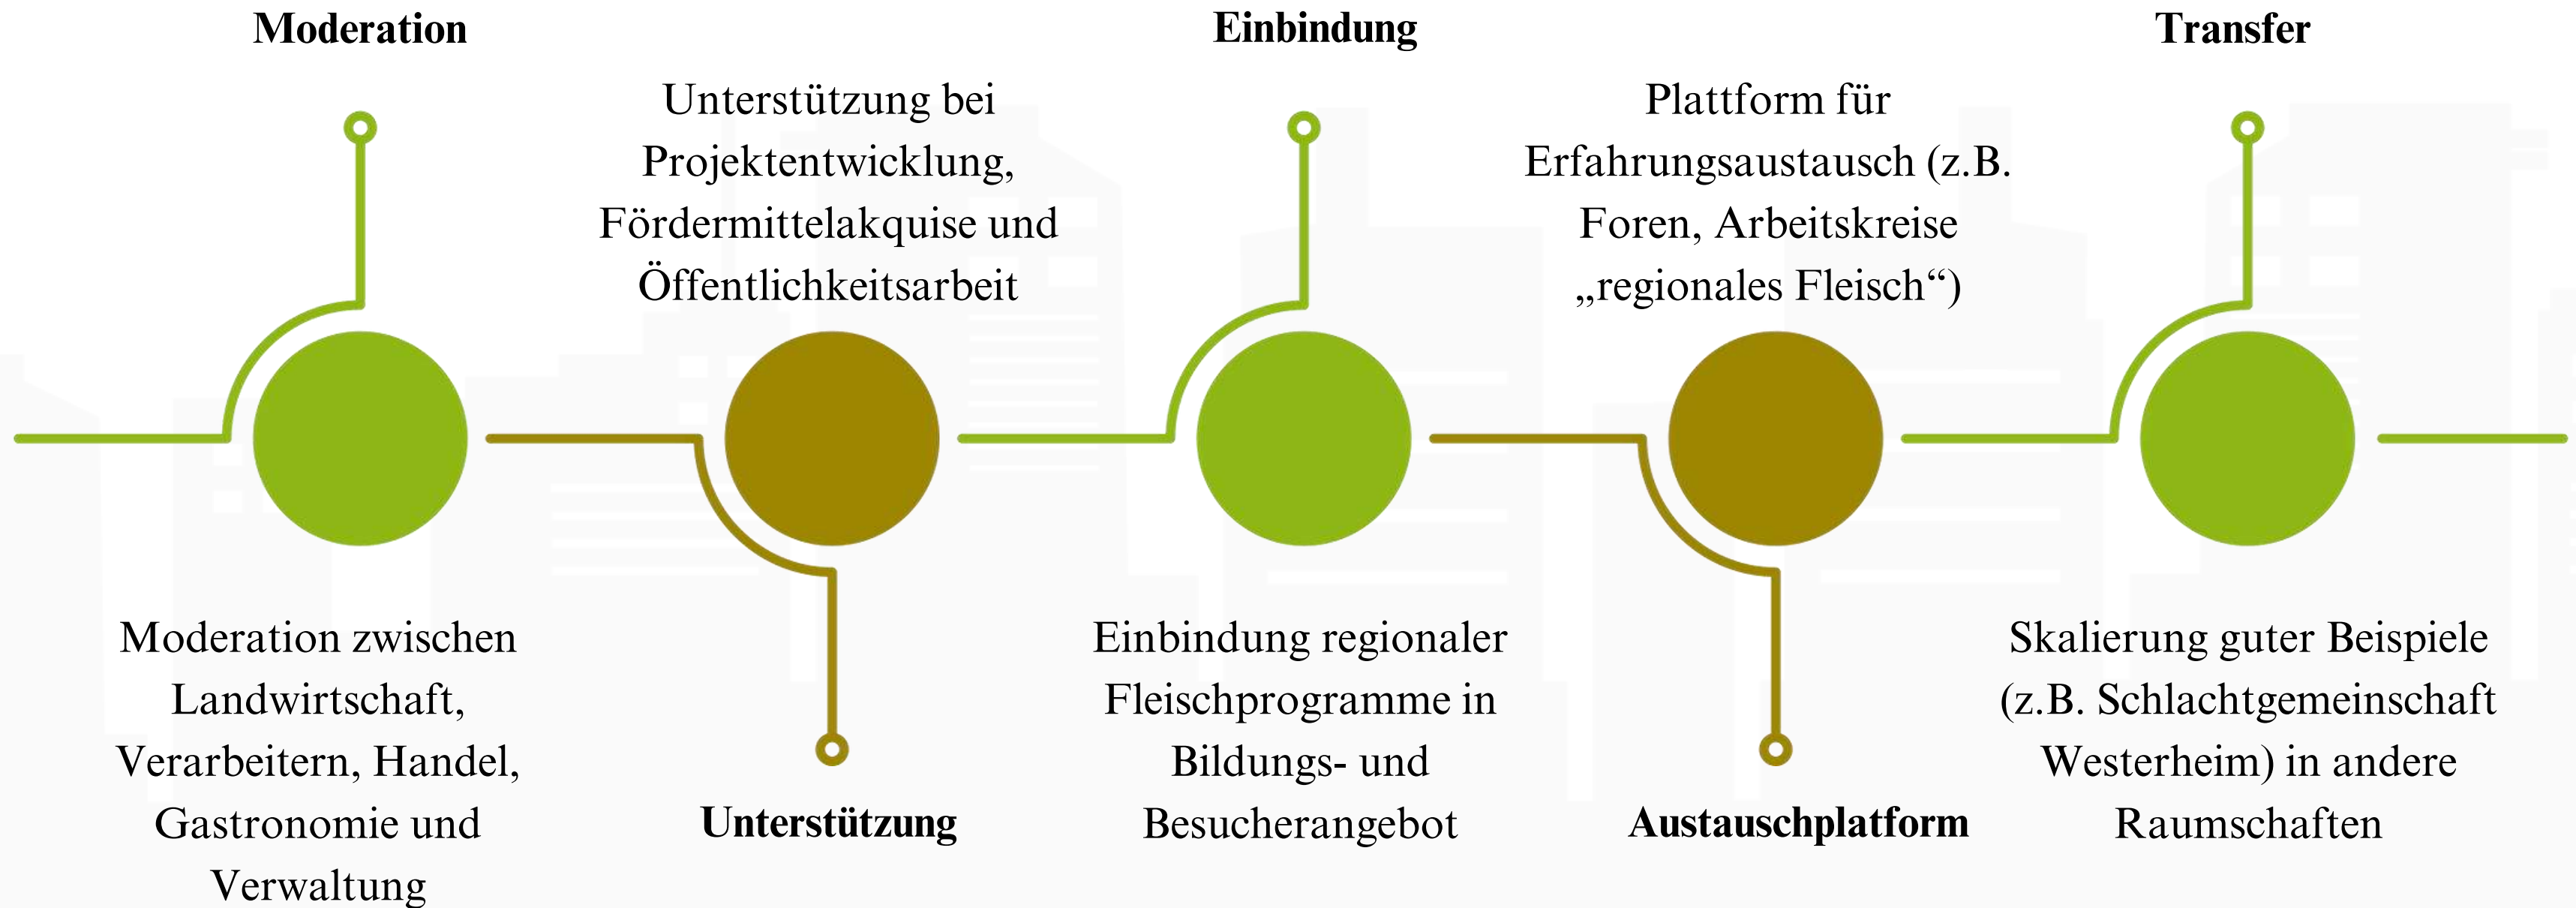 Moderation
Moderation zwischen
Landwirtschaft,
Verarbeitern, Handel,
Gastronomie und
Verwaltung
Unterstützung bei
Projektentwicklung,
Fördermittelakquise und
Öffentlichkeitsarbeit
Unterstützung
Einbindung
Einbindung regionaler
Fleischprogramme in
Bildungs- und
Besucherangebot
Plattform für
Erfahrungsaustausch (z.B.
Foren, Arbeitskreise
„regionales Fleisch“)
Austauschplatform
Transfer
Skalierung guter Beispiele
(z.B. Schlachtgemeinschaft
Westerheim) in andere
Raumschaften